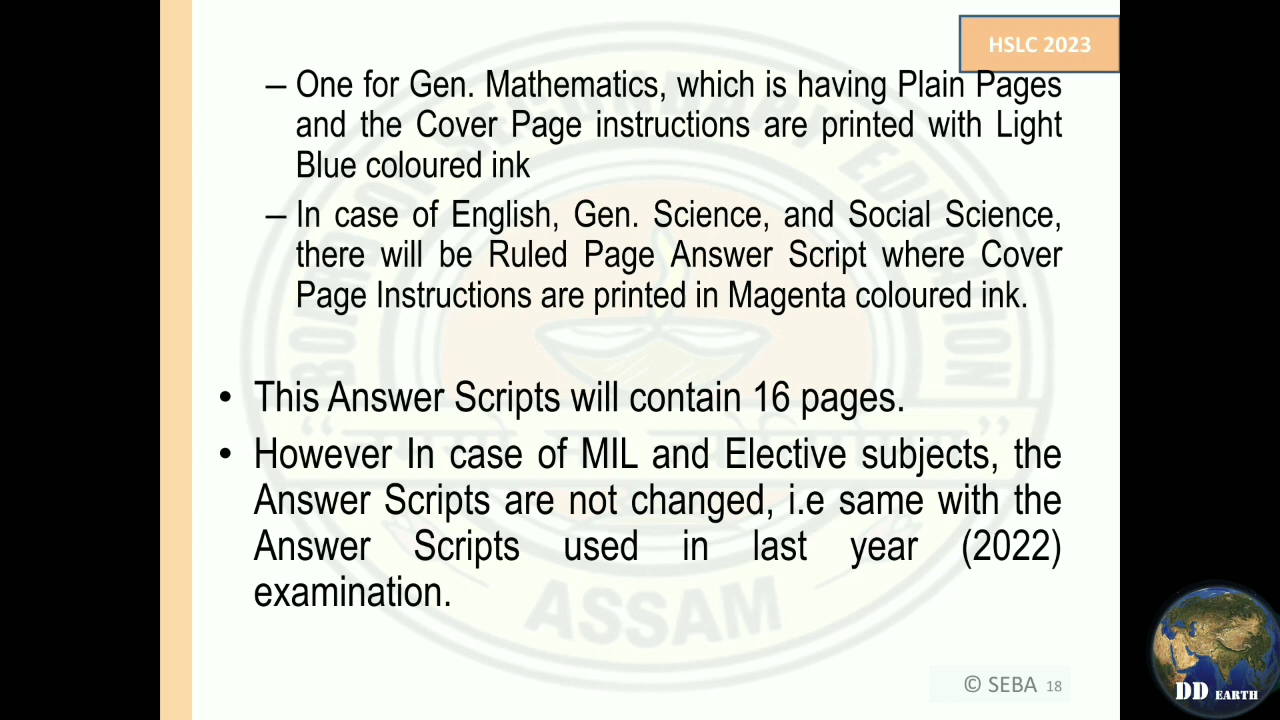 HSLC 2023
– One for Gen. Mathematics, which is having Plain Pages
and the Cover Page instructions are printed with Light
Blue coloured ink
– In case of English, Gen. Science, and Social Science,
there will be Ruled Page Answer Script where Cover
Page Instructions are printed in Magenta coloured ink.
• This Answer Scripts will contain 16 pages.
• However In case of MIL and Elective subjects, the
Answer Scripts are not changed, i.e same with the
Answer Scripts used in last year (2022)
examination.
ASSAM
© SEBA 18
DD EARTH